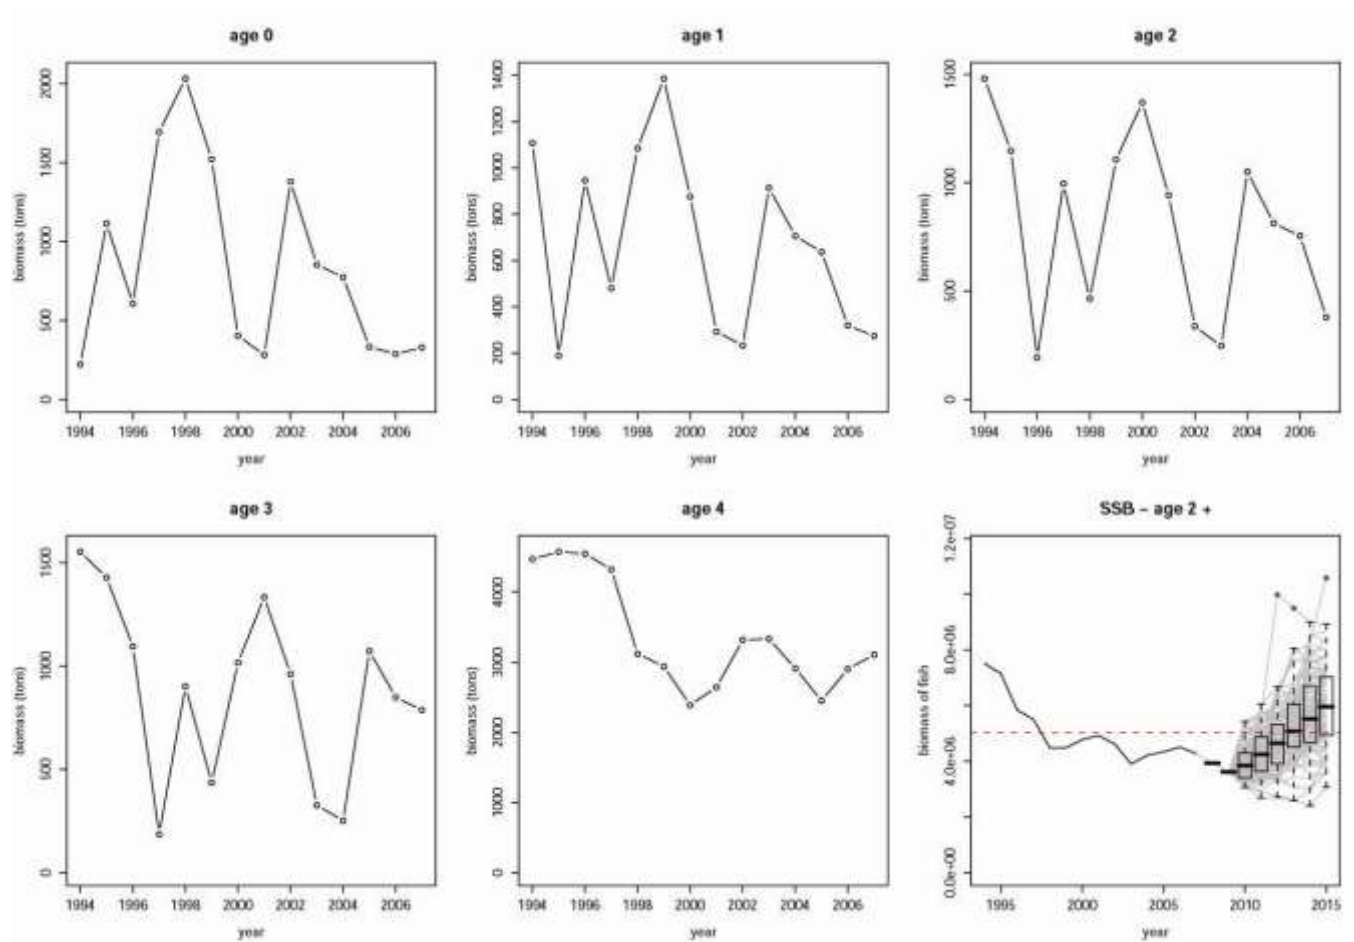 age 0
2000
1500
1000
500
0
biomass (tons)
1994 1996 1998 2000 2002 2004 2006
year
age 1
1400
1200
1000
800
600
400
200
0
biomass (tons)
1994 1996 1998 2000 2002 2004 2006
year
age 2
1500
1000
500
0
biomass (tons)
1994 1996 1998 2000 2002 2004 2006
year
age 3
1500
1000
500
0
biomass (tons)
1994 1996 1998 2000 2002 2004 2006
year
age 4
4000
3000
2000
1000
0
biomass (tons)
1994 1996 1998 2000 2002 2004 2006
year
SSB – age 2 +
1.2e+07
8.0e+06
4.0e+06
0.0e+00
biomass of fish
1995 2000 2005 2010 2015
year